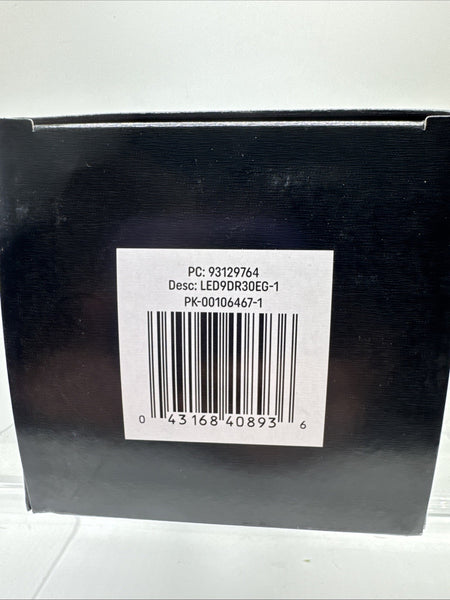 PC: 93129764
Desc: LED9DR30EG-1
PK-00106467-1
0 43168 40893 6